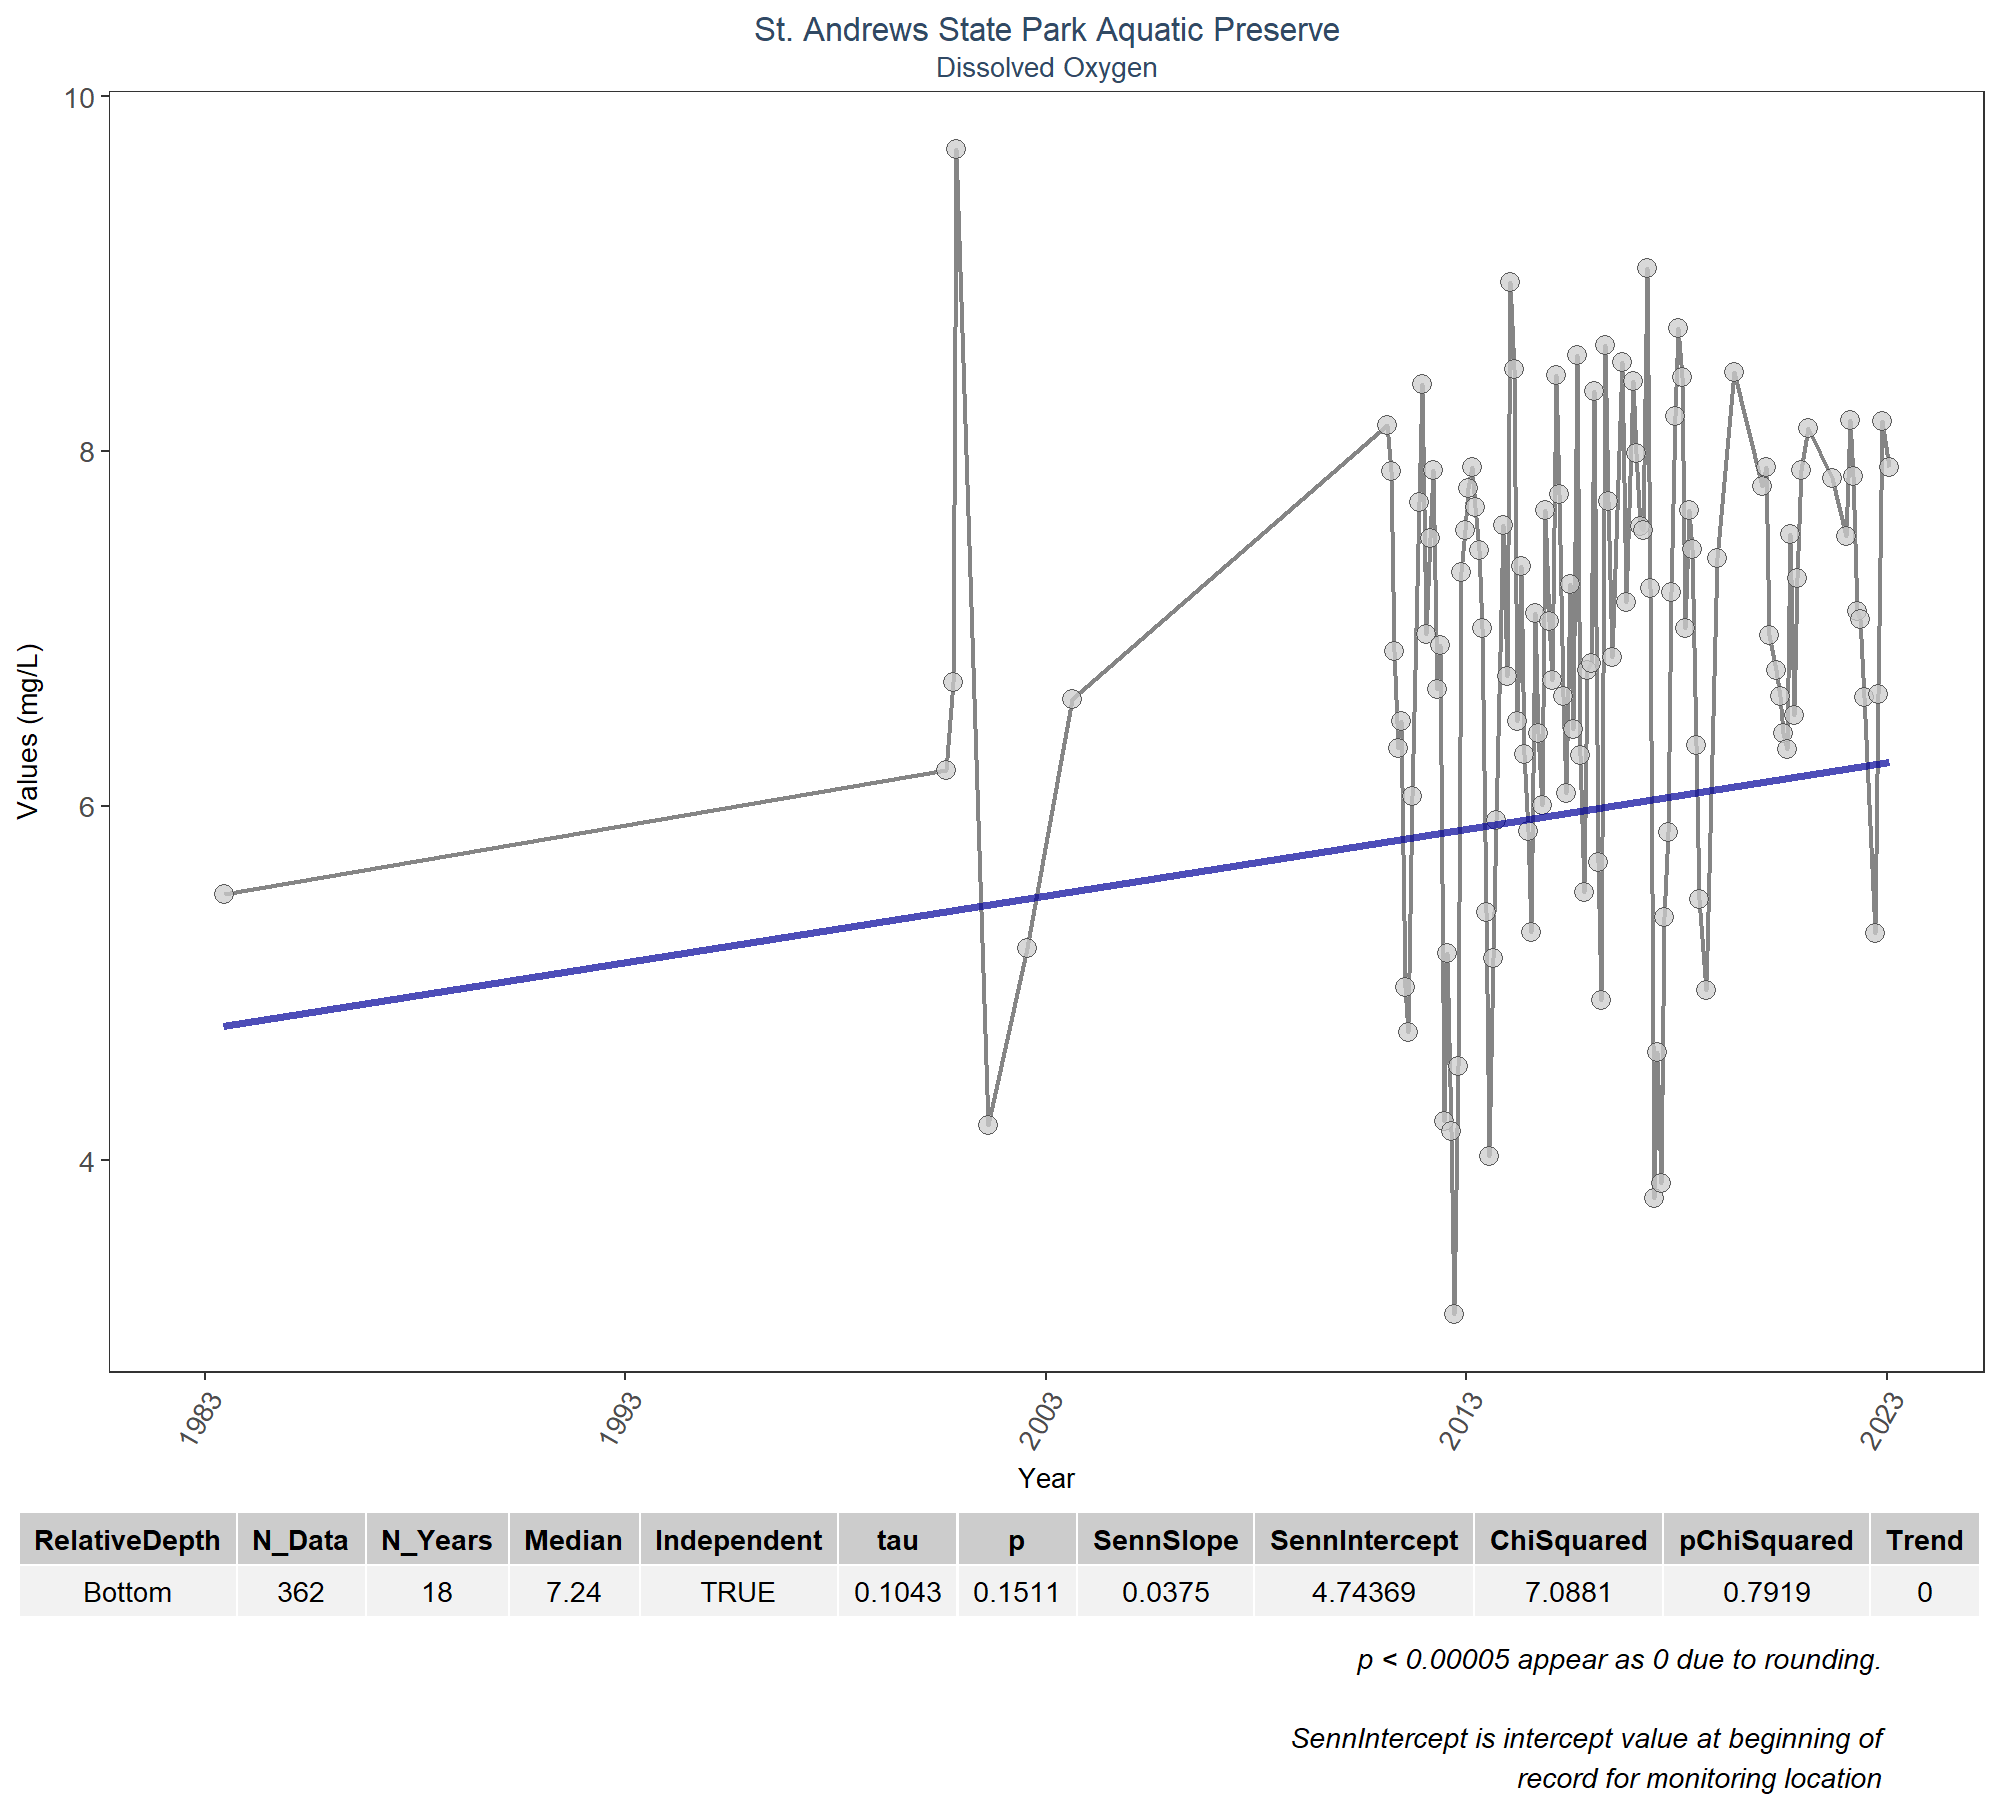 St. Andrews State Park Aquatic Preserve
Dissolved Oxygen
10
8
6
4
Values (mg/L)
1983 1993 2003 2013 2023
Year
RelativeDepth N_Data N_Years Median Independent tau p SennSlope SennIntercept ChiSquared pChiSquared Trend
Bottom 362 18 7.24 TRUE 0.1043 0.1511 0.0375 4.74369 7.0881 0.7919 0
p < 0.00005 appear as 0 due to rounding.
SennIntercept is intercept value at beginning of
record for monitoring location